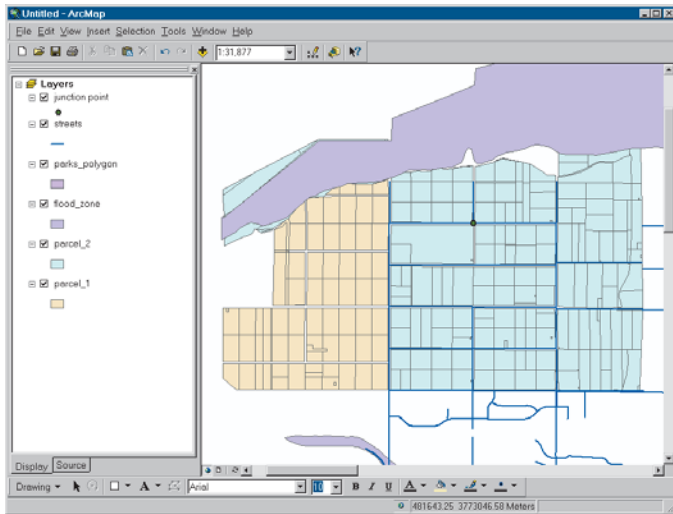 Untitled - ArcMap
File Edit View Insert Selection Tools Window Help
1:31,877
Layers
junction point
streets
parks_polygon
flood_zone
parcel_2
parcel_1
Display Source
Drawing A Arial 10 B I U A
481643.25 3773046.58 Meters